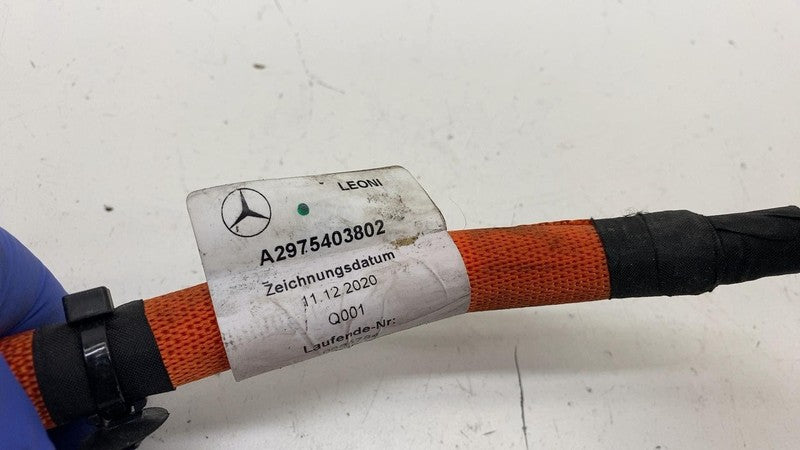 LEONI
A2975403802
Zeichnungsdatum
11.12.2020
Q001
Laufende-Nr: